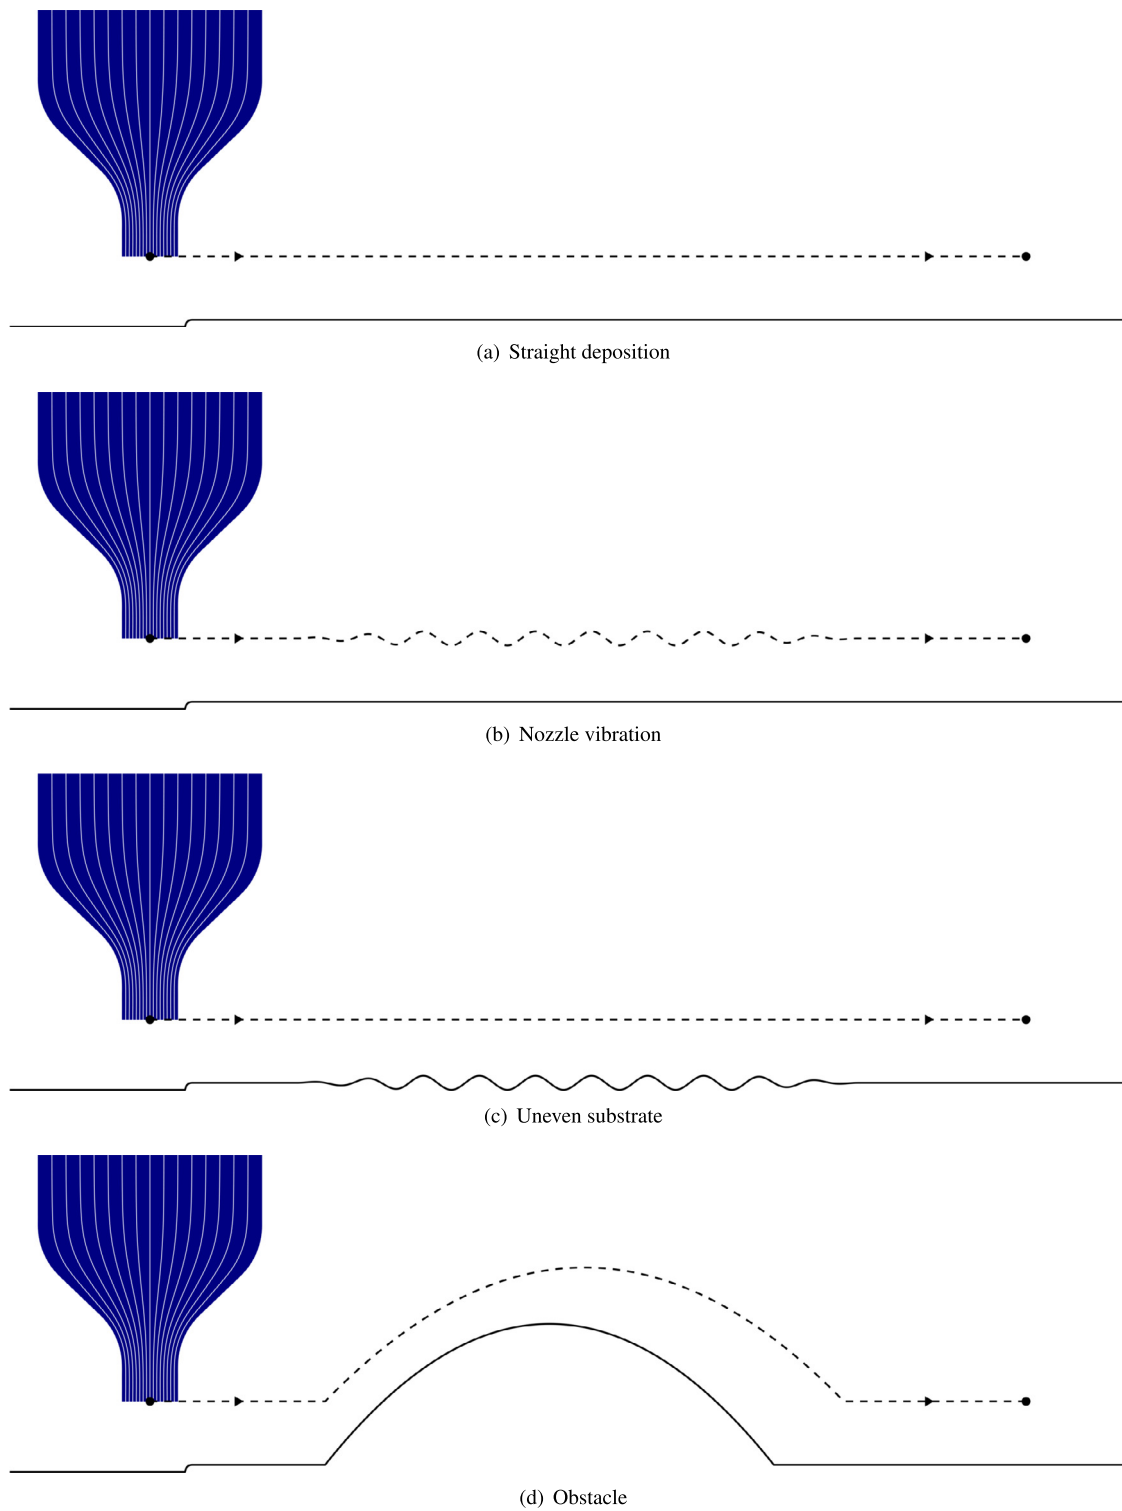 (a) Straight deposition
(b) Nozzle vibration
(c) Uneven substrate
(d) Obstacle